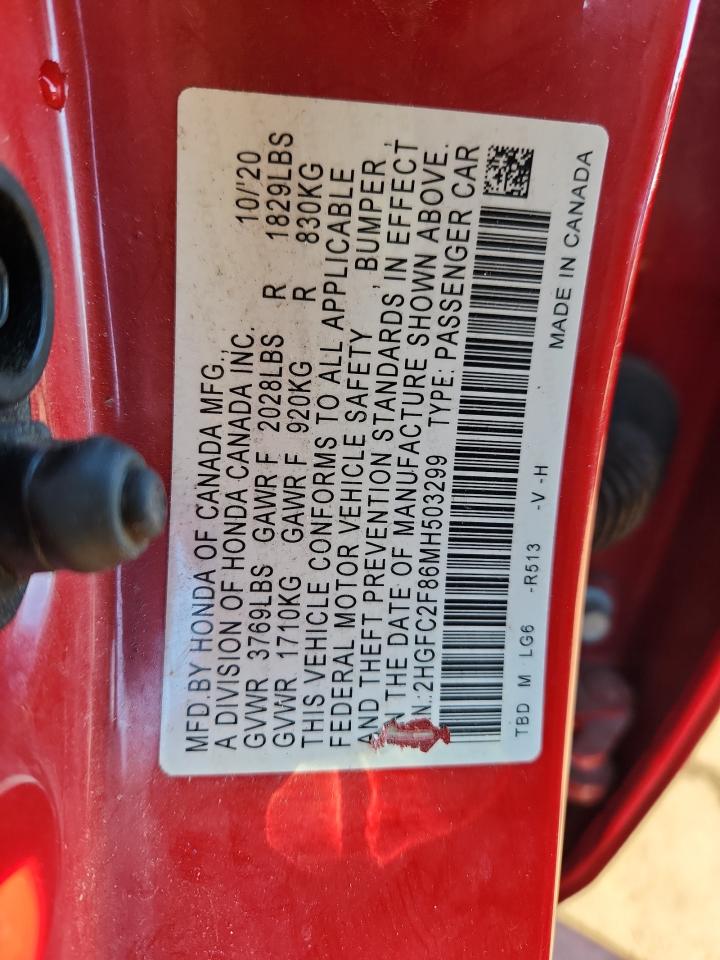 MFD.BY HONDA OF CANADA MFG., 10/'20
A DIVISION OF HONDA CANADA INC.
GVWR 3769LBS GAWR F 2028LBS R 1829LBS
GVWR 1710KG GAWR F 920KG R 830KG
THIS VEHICLE CONFORMS TO ALL APPLICABLE
FEDERAL MOTOR VEHICLE SAFETY , BUMPER ,
AND THEFT PREVENTION STANDARDS IN EFFECT
N THE DATE OF MANUFACTURE SHOWN ABOVE.
N.:2HGFC2F86MH503299 TYPE: PASSENGER CAR
TBD M LG6 -R513 -V -H
MADE IN CANADA